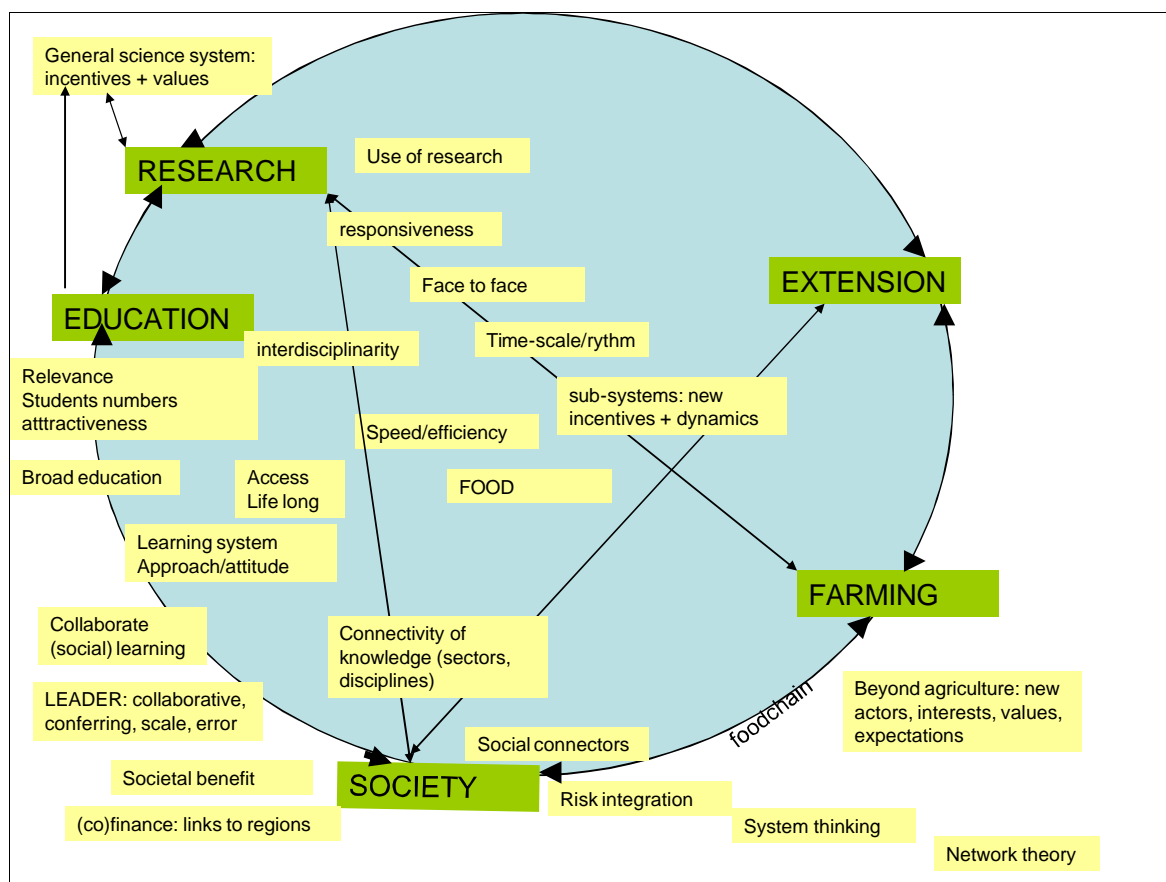 General science system:
incentives + values
RESEARCH
Use of research
responsiveness
Face to face
EXTENSION
EDUCATION
interdisciplinarity
Time-scale/rythm
Relevance
Students numbers
atttractiveness
sub-systems: new
incentives + dynamics
Speed/efficiency
Broad education
Access
Life long
FOOD
Learning system
Approach/attitude
FARMING
Collaborate
(social) learning
Connectivity of
knowledge (sectors,
disciplines)
LEADER: collaborative,
conferring, scale, error
foodchain
Beyond agriculture: new
actors, interests, values,
expectations
Social connectors
Societal benefit
SOCIETY
Risk integration
(co)finance: links to regions
System thinking
Network theory